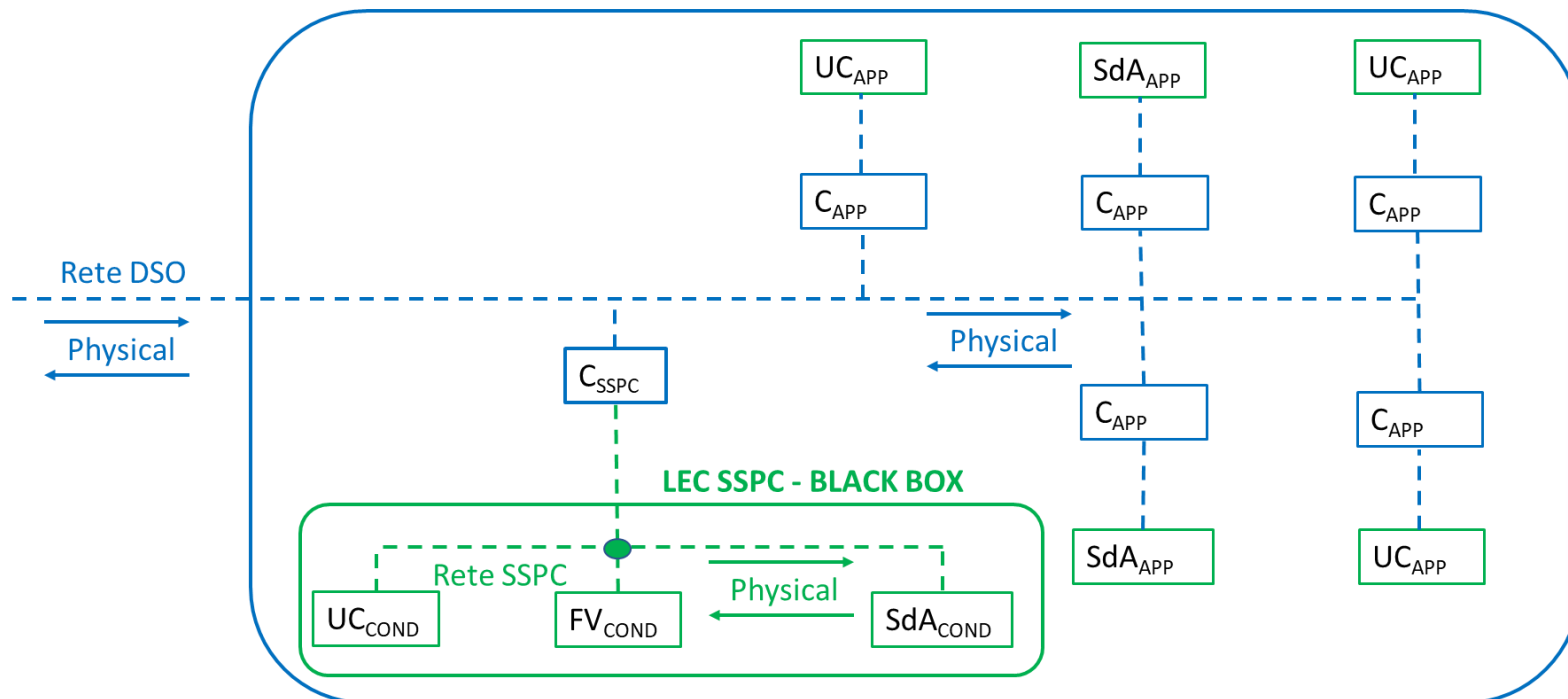 UCAPP
SdAAPP
UCAPP
CAPP
CAPP
CAPP
Rete DSO
Physical
Physical
CSSPC
CAPP
CAPP
LEC SSPC - BLACK BOX
SdAAPP
UCAPP
Rete SSPC
Physical
UCCOND
FVCOND
SdACOND